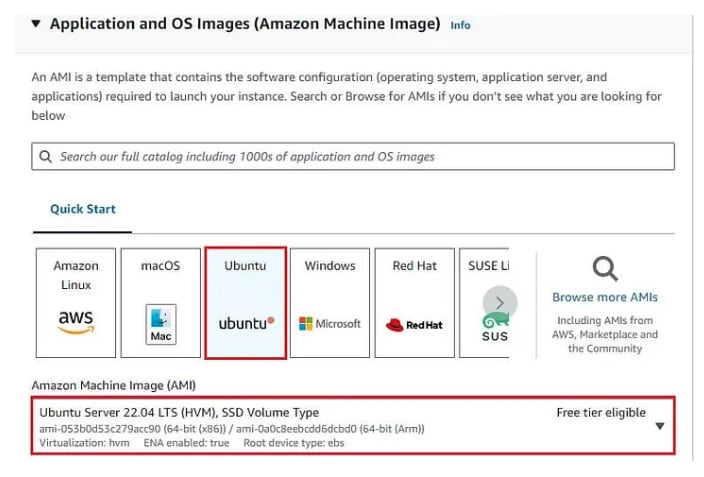 Application and OS Images (Amazon Machine Image) Info
An AMI is a template that contains the software configuration (operating system, application server, and
applications) required to launch your instance. Search or Browse for AMIs if you don't see what you are looking for
below
Search our full catalog including 1000s of application and OS images
Quick Start
Amazon
Linux
aws
macOS
Mac
Ubuntu
ubuntu®
Windows
Microsoft
Red Hat
Red Hat
SUSE Li
SUS
Browse more AMIs
Including AMIs from
AWS, Marketplace and
the Community
Amazon Machine Image (AMI)
Ubuntu Server 22.04 LTS (HVM), SSD Volume Type
Free tier eligible
ami-053b0d53c279acc90 (64-bit (x86)) / ami-0a0c8eebcdd6dcbd0 (64-bit (Arm))
Virtualization: hvm ENA enabled: true Root device type: ebs